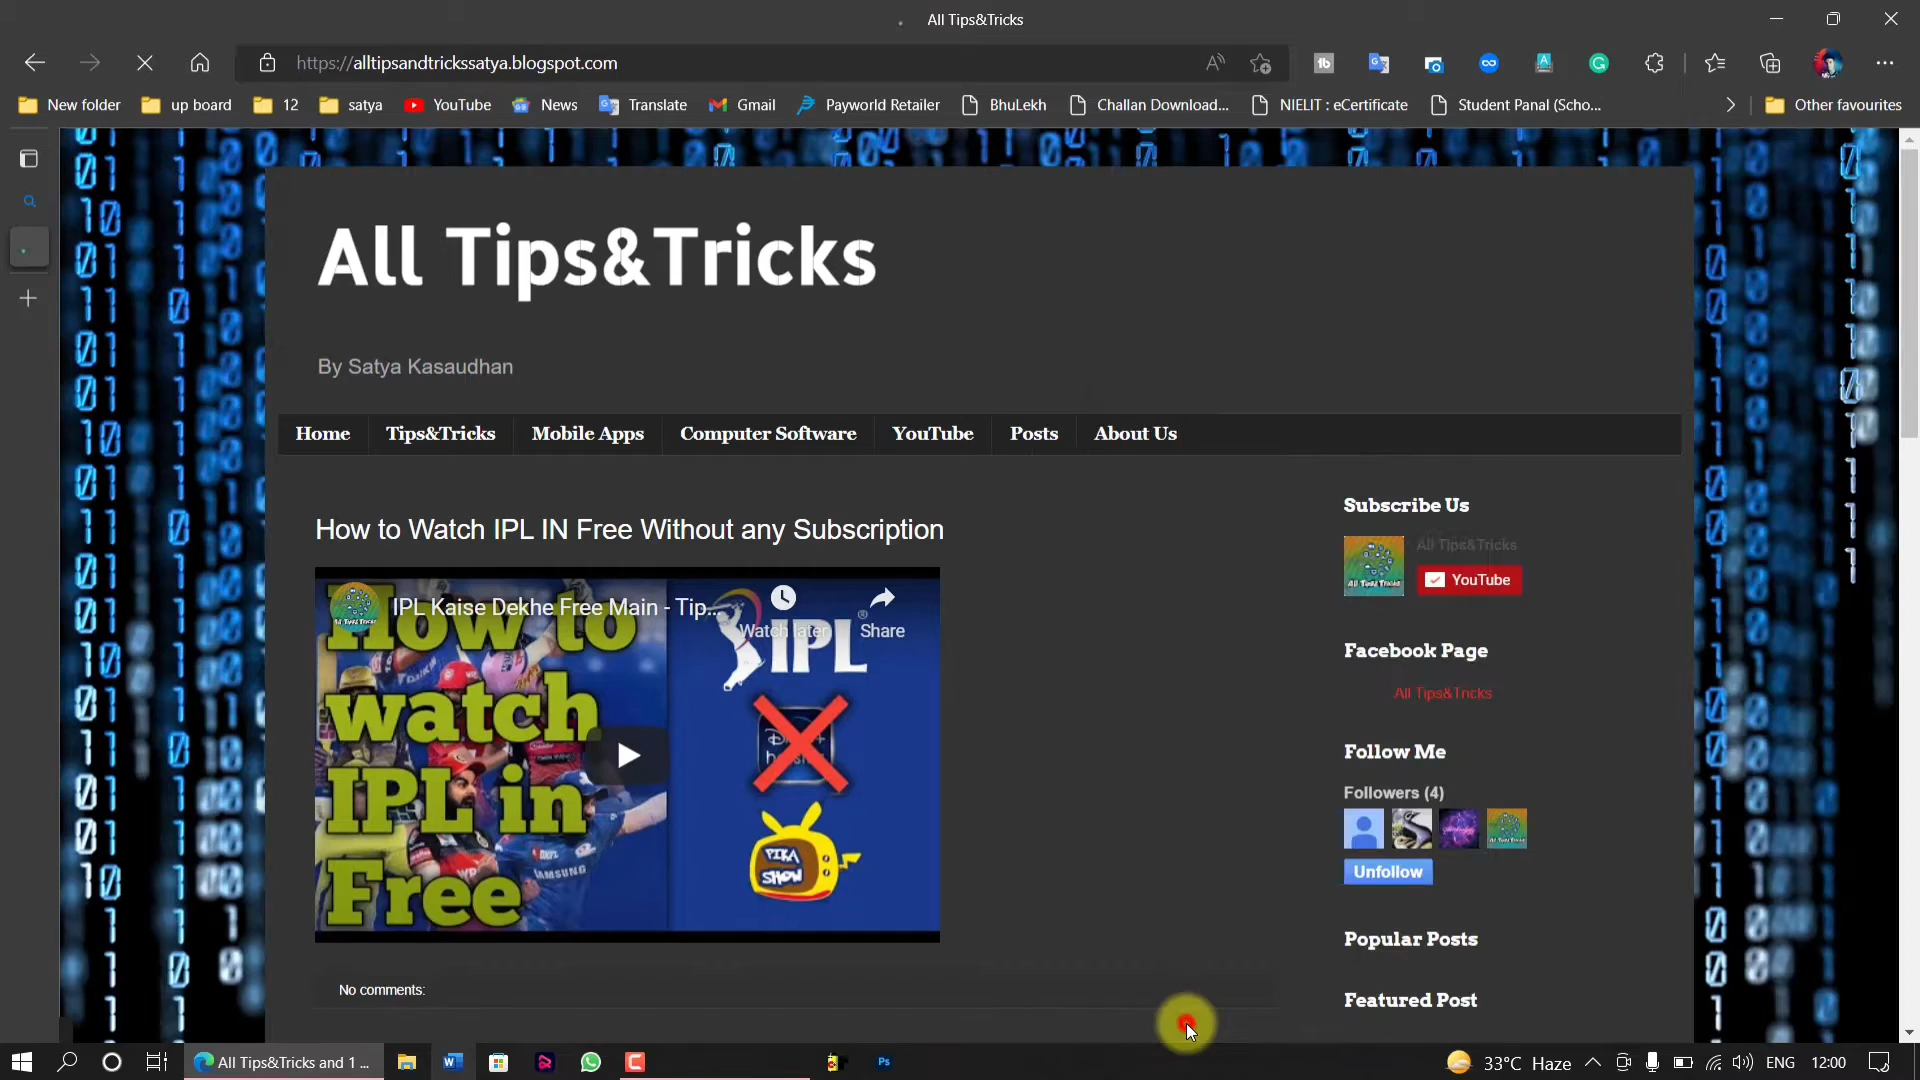 All Tips&Tricks
https://alltipsandtrickssatya.blogspot.com
New folder
up board
12
satya
YouTube
News
Translate
Gmail
Payworld Retailer
BhuLekh
Challan Download...
NIELIT : eCertificate
Student Panal (Scho...
Other favourites
All Tips&Tricks
By Satya Kasaudhan
Home
Tips&Tricks
Mobile Apps
Computer Software
YouTube
Posts
About Us
How to Watch IPL IN Free Without any Subscription
IPL Kaise Dekhe Free Main - Tip...
Watch later
Share
How to
watch
IPL in
Free
IPL
PIKA
SHOW
SAMSUNG
No comments:
Subscribe Us
All Tips&Tricks
YouTube
Facebook Page
All Tips&Tricks
Follow Me
Followers (4)
Unfollow
Popular Posts
Featured Post
All Tips&Tricks and 1 ...
Ps
33°C Haze
ENG
12:00